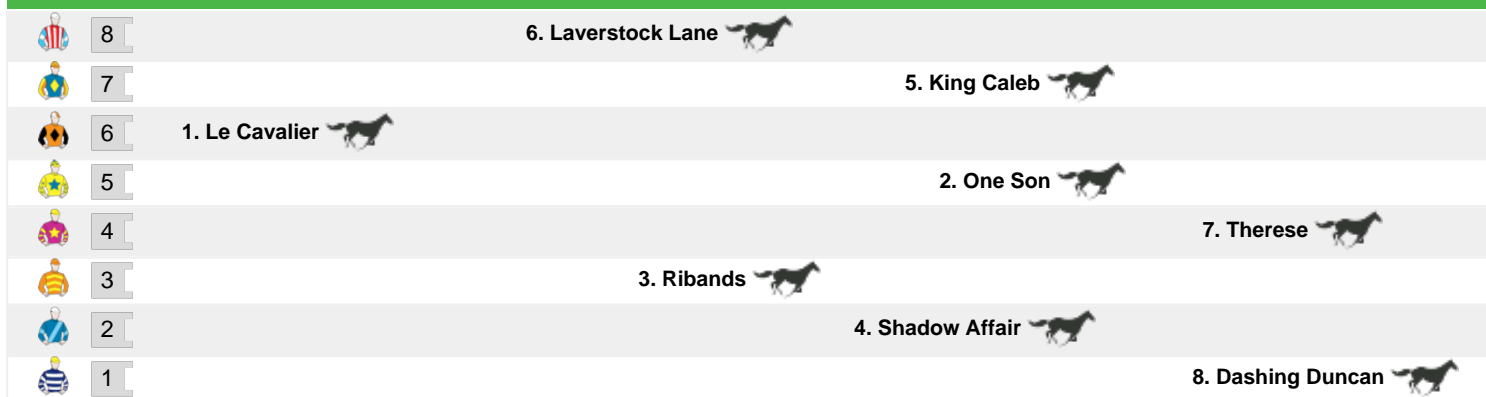 8 6. Laverstock Lane
7 5. King Caleb
6 1. Le Cavalier
5 2. One Son
4 7. Therese
3 3. Ribands
2 4. Shadow Affair
1 8. Dashing Duncan